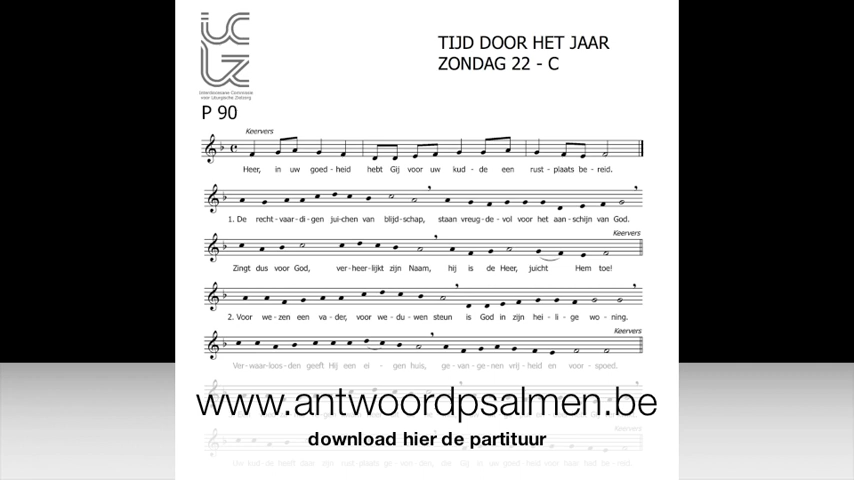 Interdiocesane Commissie
voor Liturgische Zielzorg
TIJD DOOR HET JAAR
ZONDAG 22 - C
P 90
Keervers
Heer, in uw goed-heid hebt Gij voor uw kud-de een rust-plaats be-reid.
1. De recht-vaar-di-gen jui-chen van blijd-schap, staan vreug-de-vol voor het aan-schijn van God.
Keervers
Zingt dus voor God, ver-heer-lijkt zijn Naam, hij is de Heer, juicht Hem toe!
2. Voor we-zen een va-der, voor we-du-wen steun is God in zijn hei-li-ge wo-ning.
Keervers
Ver-waar-loos-den geeft Hij een ei-gen huis, ge-van-ge-nen vrij-heid en voor-spoed.
www.antwoordpsalmen.be
download hier de partituur
Keervers